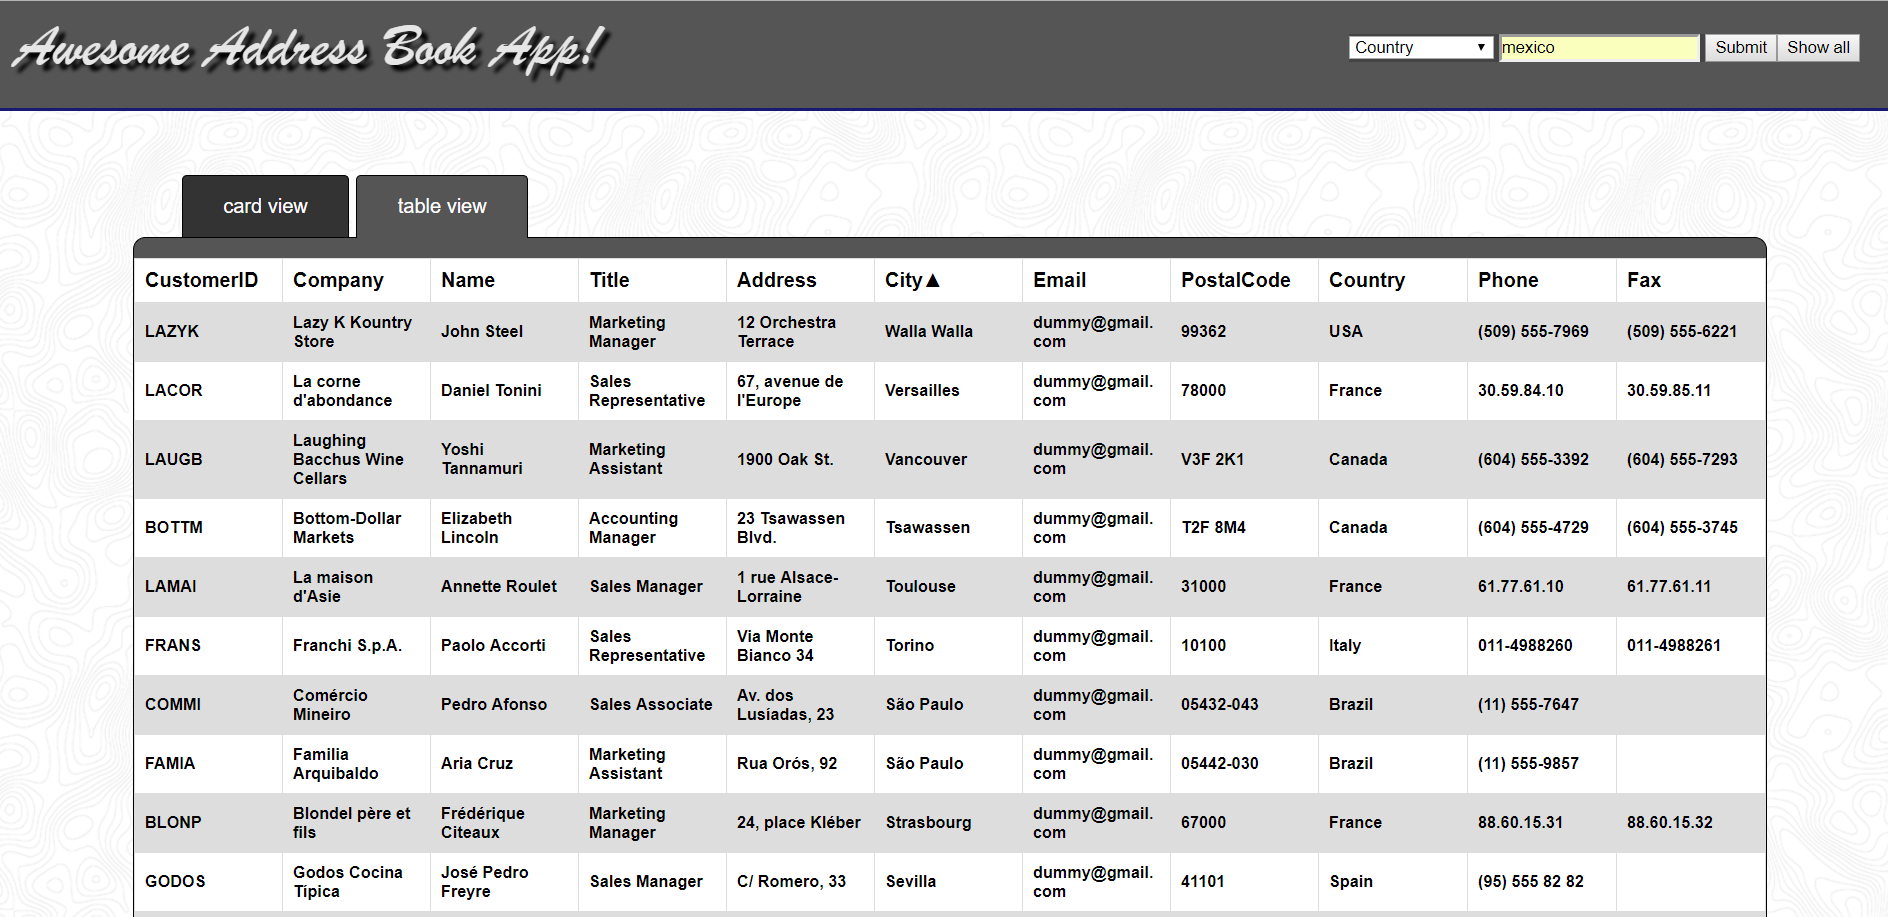 Awesome Address Book App!
Country ▼ mexico Submit Show all
card view table view
CustomerID Company Name Title Address City▲ Email PostalCode Country Phone Fax
LAZYK Lazy K Kountry Store John Steel Marketing Manager 12 Orchestra Terrace Walla Walla dummy@gmail.com 99362 USA (509) 555-7969 (509) 555-6221
LACOR La corne d'abondance Daniel Tonini Sales Representative 67, avenue de l'Europe Versailles dummy@gmail.com 78000 France 30.59.84.10 30.59.85.11
LAUGB Laughing Bacchus Wine Cellars Yoshi Tannamuri Marketing Assistant 1900 Oak St. Vancouver dummy@gmail.com V3F 2K1 Canada (604) 555-3392 (604) 555-7293
BOTTM Bottom-Dollar Markets Elizabeth Lincoln Accounting Manager 23 Tsawassen Blvd. Tsawassen dummy@gmail.com T2F 8M4 Canada (604) 555-4729 (604) 555-3745
LAMAI La maison d'Asie Annette Roulet Sales Manager 1 rue Alsace-Lorraine Toulouse dummy@gmail.com 31000 France 61.77.61.10 61.77.61.11
FRANS Franchi S.p.A. Paolo Accorti Sales Representative Via Monte Bianco 34 Torino dummy@gmail.com 10100 Italy 011-4988260 011-4988261
COMMI Comércio Mineiro Pedro Afonso Sales Associate Av. dos Lusíadas, 23 São Paulo dummy@gmail.com 05432-043 Brazil (11) 555-7647
FAMIA Familia Arquibaldo Aria Cruz Marketing Assistant Rua Orós, 92 São Paulo dummy@gmail.com 05442-030 Brazil (11) 555-9857
BLONP Blondel père et fils Frédérique Citeaux Marketing Manager 24, place Kléber Strasbourg dummy@gmail.com 67000 France 88.60.15.31 88.60.15.32
GODOS Godos Cocina Típica José Pedro Freyre Sales Manager C/ Romero, 33 Sevilla dummy@gmail.com 41101 Spain (95) 555 82 82